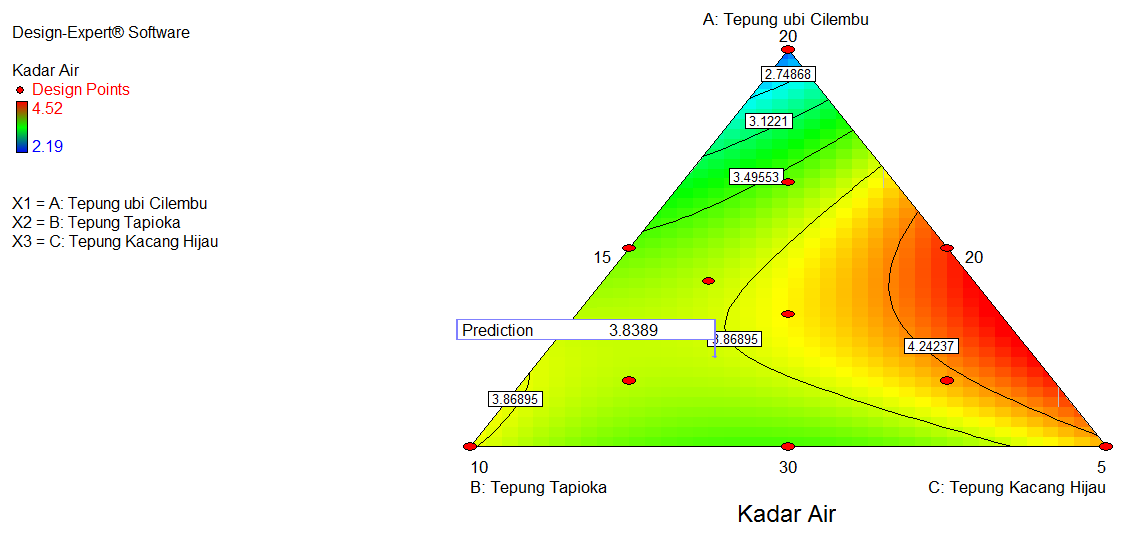 Design-Expert® Software
Kadar Air
Design Points
4.52
2.19
X1 = A: Tepung ubi Cilembu
X2 = B: Tepung Tapioka
X3 = C: Tepung Kacang Hijau
A: Tepung ubi Cilembu
20
2.74868
3.1221
3.49553
15
20
Prediction 3.8389
3.86895
4.24237
3.86895
10
30
5
B: Tepung Tapioka
C: Tepung Kacang Hijau
Kadar Air